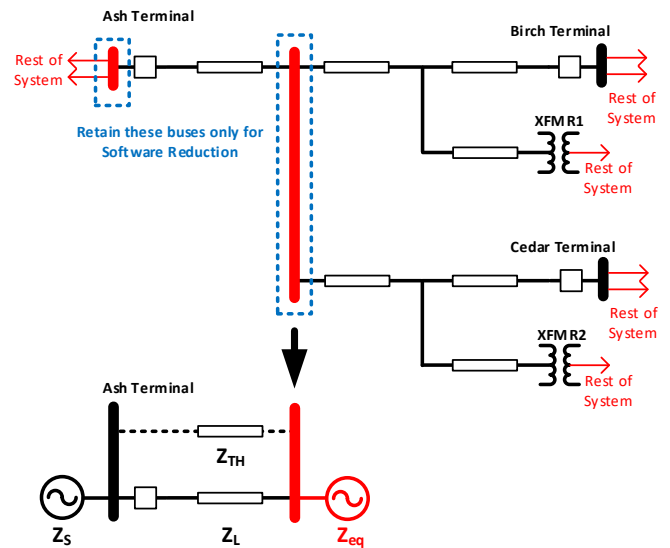 Ash Terminal
Birch Terminal
Rest of
System
Rest of
System
Retain these buses only for
Software Reduction
XFMR1
Rest of
System
Cedar Terminal
Rest of
System
XFMR2
Rest of
System
Ash Terminal
ZTH
ZS
ZL
Zeq